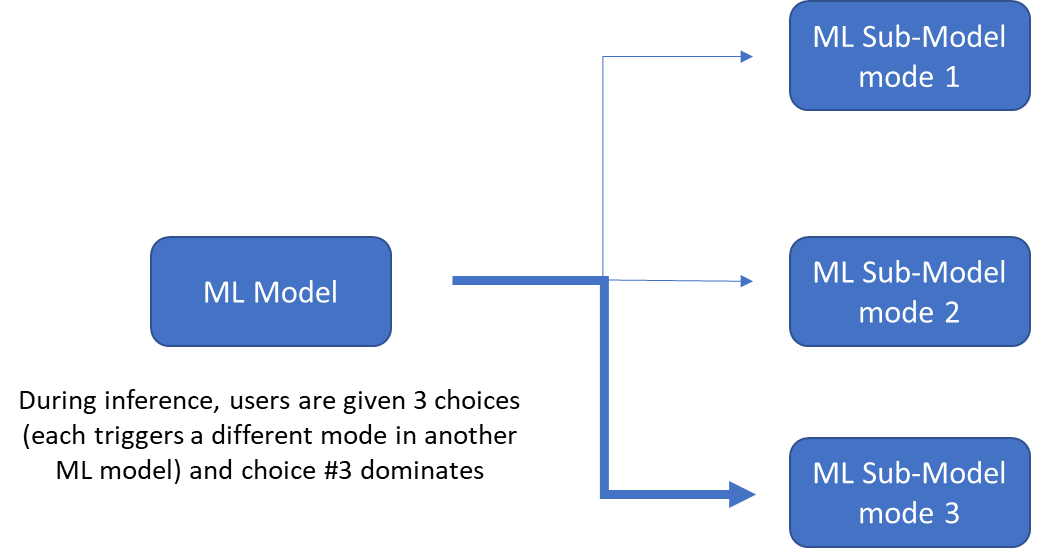 ML Sub-Model
mode 1
ML Model
ML Sub-Model
mode 2
During inference, users are given 3 choices
(each triggers a different mode in another
ML model) and choice #3 dominates
ML Sub-Model
mode 3